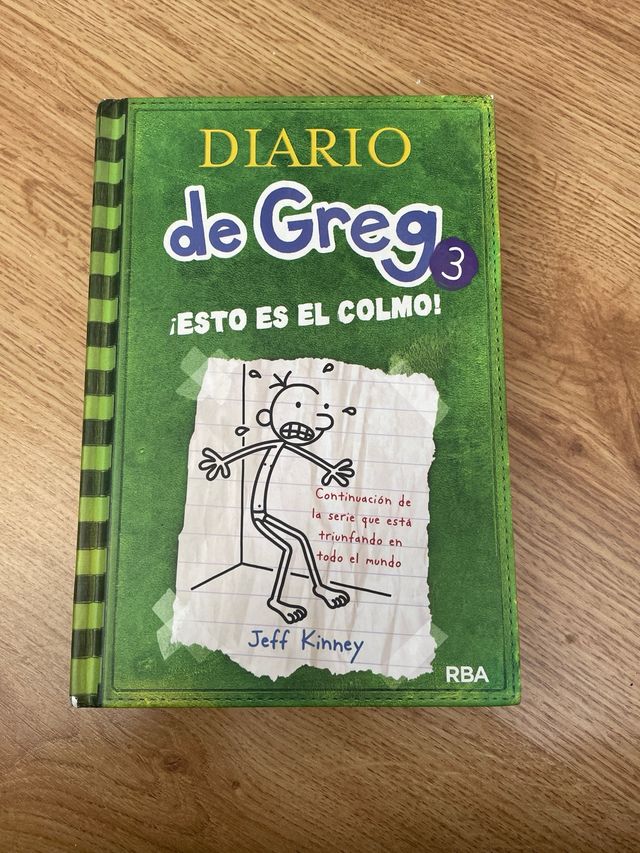 DIARIO
de Greg
3
¡ESTO ES EL COLMO!
Continuación de
la serie que está
triunfando en
todo el mundo
Jeff Kinney
RBA